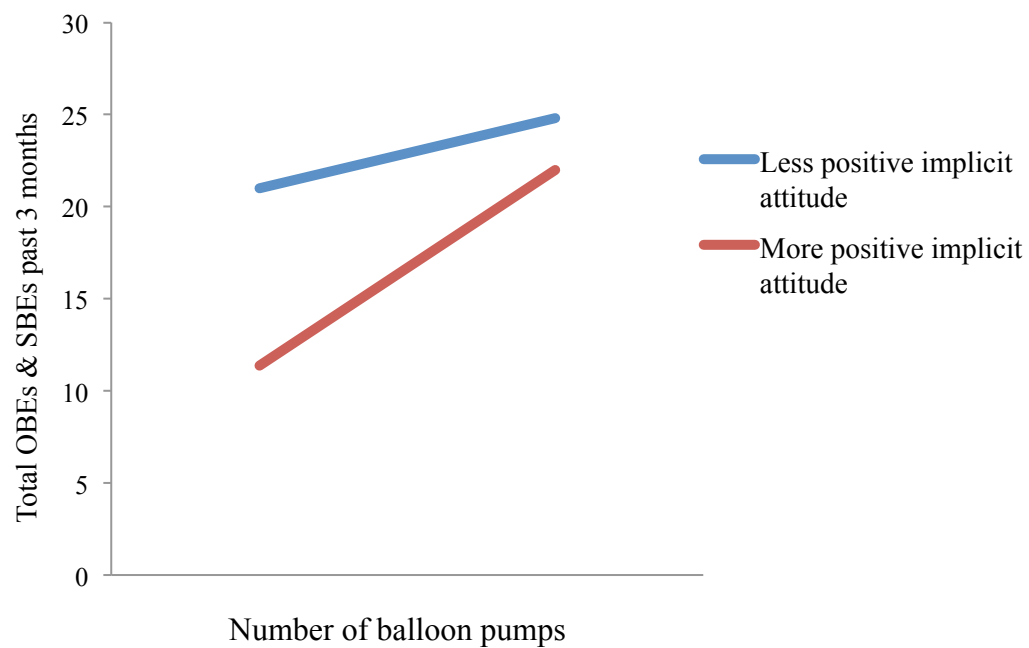 30
25
20
15
10
5
0
Total OBEs & SBEs past 3 months
Number of balloon pumps
Less positive implicit
attitude
More positive implicit
attitude